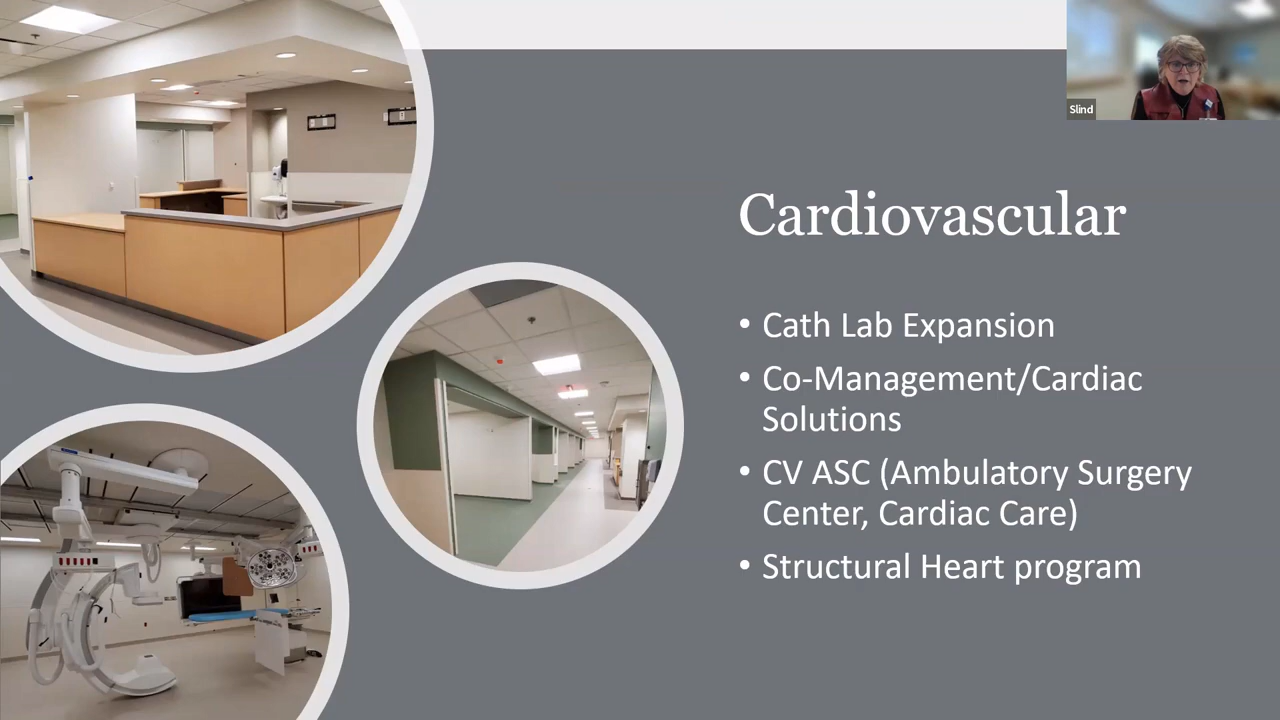 Slind
Cardiovascular
• Cath Lab Expansion
• Co-Management/Cardiac
Solutions
• CV ASC (Ambulatory Surgery
Center, Cardiac Care)
• Structural Heart program